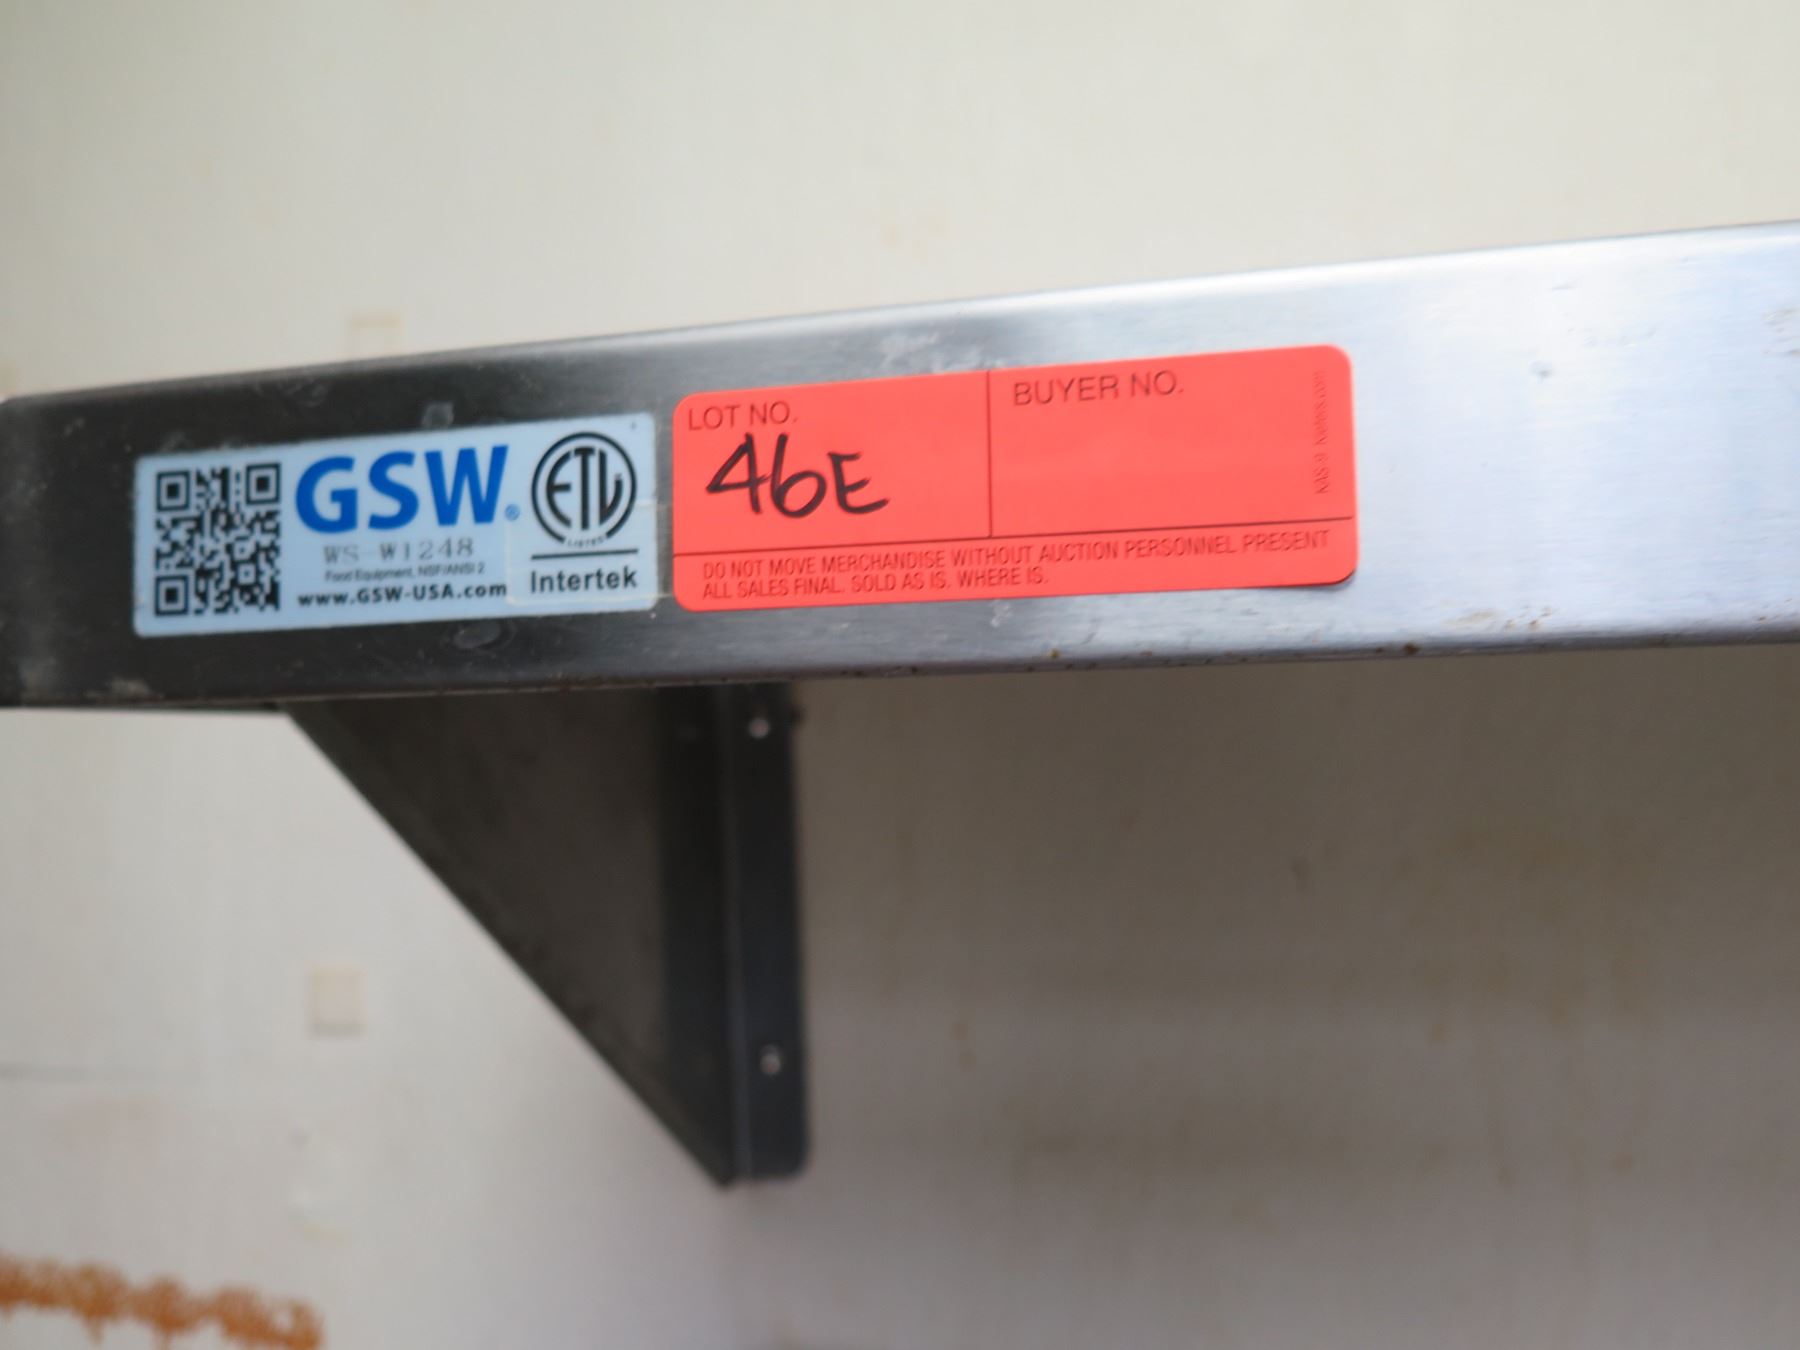 GSW®
WS-W1248
Food Equipment, NSF/ANSI 2
www.GSW-USA.com
ETL
LISTED
Intertek
LOT NO.
46E
BUYER NO.
DO NOT MOVE MERCHANDISE WITHOUT AUCTION PERSONNEL PRESENT
ALL SALES FINAL. SOLD AS IS. WHERE IS.